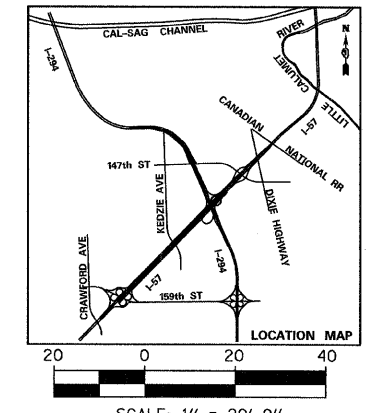 CAL-SAG CHANNEL
RIVER
CALUMET
LITTLE
N
I-294
CANADIAN
NATIONAL RR
I-57
147th ST
KEDZIE AVE
DIXIE HIGHWAY
I-294
I-57
CRAWFORD AVE
159th ST
LOCATION MAP
20 0 20 40